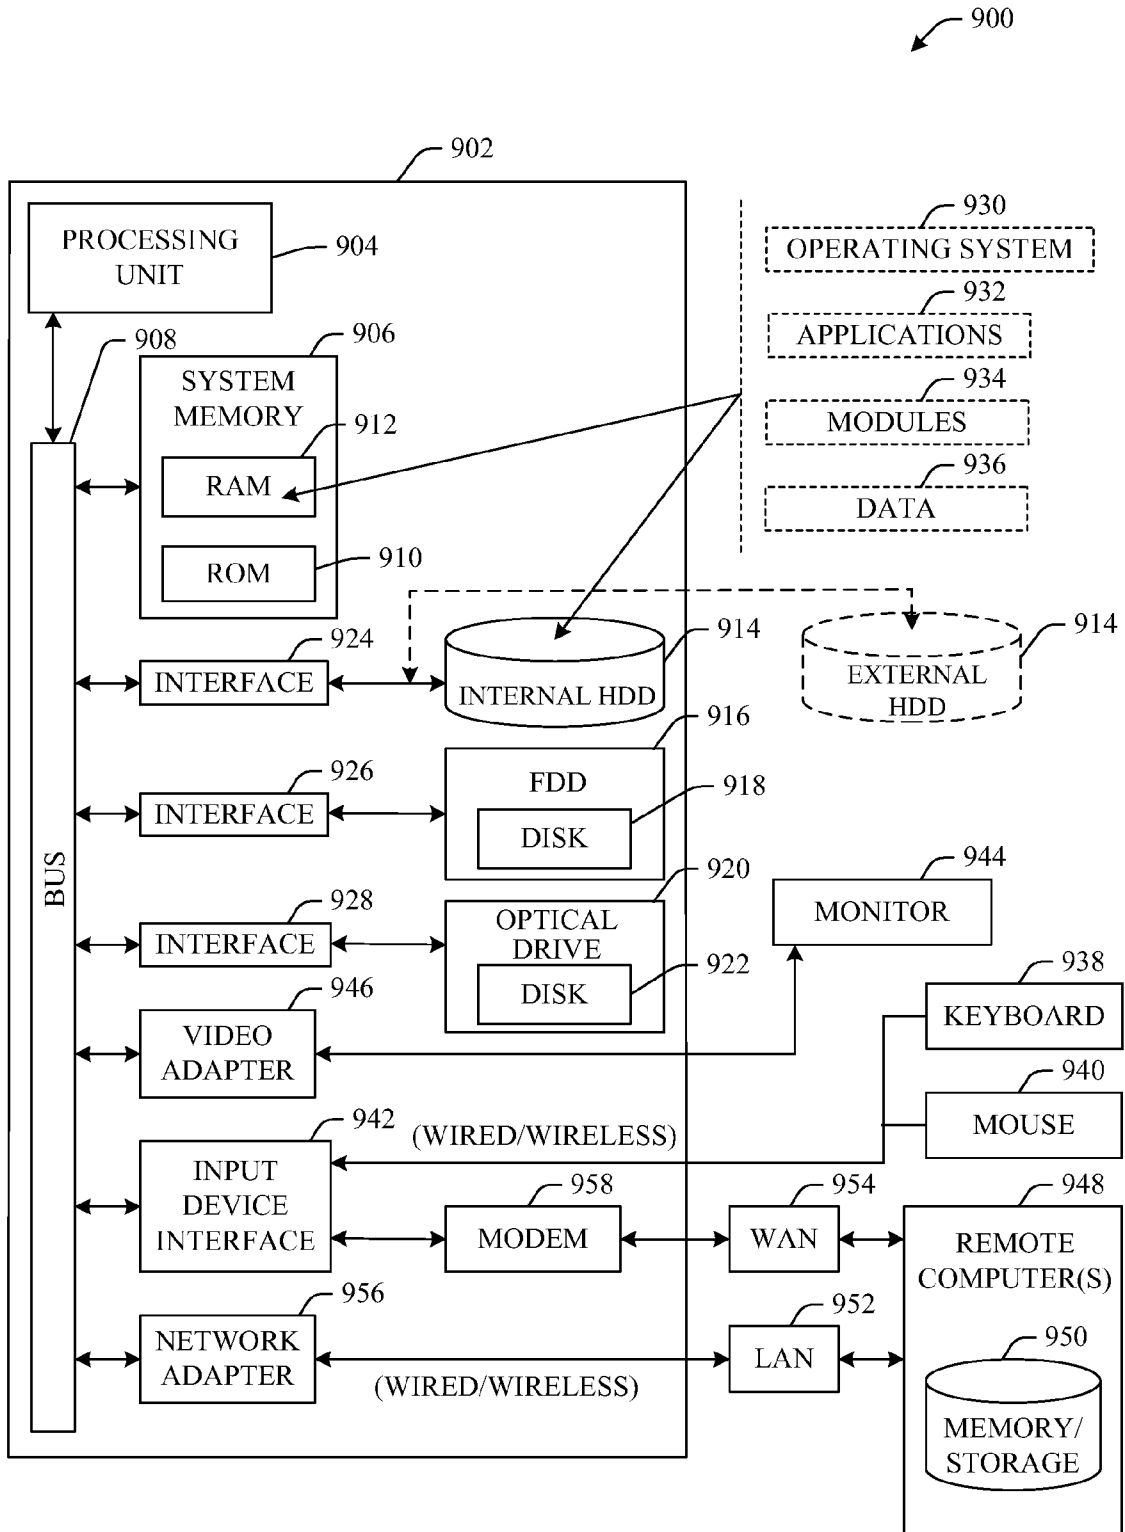 900
902
PROCESSING
UNIT
904
930
OPERATING SYSTEM
932
APPLICATIONS
934
MODULES
936
DATA
908
906
SYSTEM
MEMORY
912
RAM
910
ROM
924
INTERFACE
914
INTERNAL HDD
914
EXTERNAL
HDD
926
INTERFACE
916
FDD
918
DISK
BUS
928
INTERFACE
920
OPTICAL
DRIVE
922
DISK
944
MONITOR
946
VIDEO
ADAPTER
938
KEYBOARD
940
MOUSE
942
INPUT
DEVICE
INTERFACE
(WIRED/WIRELESS)
958
MODEM
954
WAN
948
REMOTE
COMPUTER(S)
956
NETWORK
ADAPTER
(WIRED/WIRELESS)
952
LAN
950
MEMORY/
STORAGE